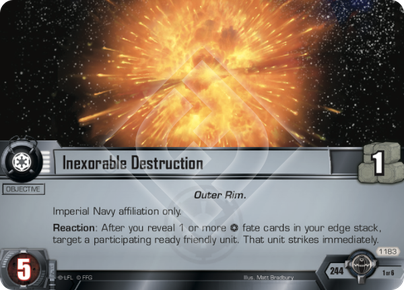 Inexorable Destruction
1
OBJECTIVE
Outer Rim.
Imperial Navy affiliation only.
Reaction: After you reveal 1 or more fate cards in your edge stack,
target a participating ready friendly unit. That unit strikes immediately.
1183
5
© LFL © FFG
Illus. Matt Bradbury
244
1 of 6